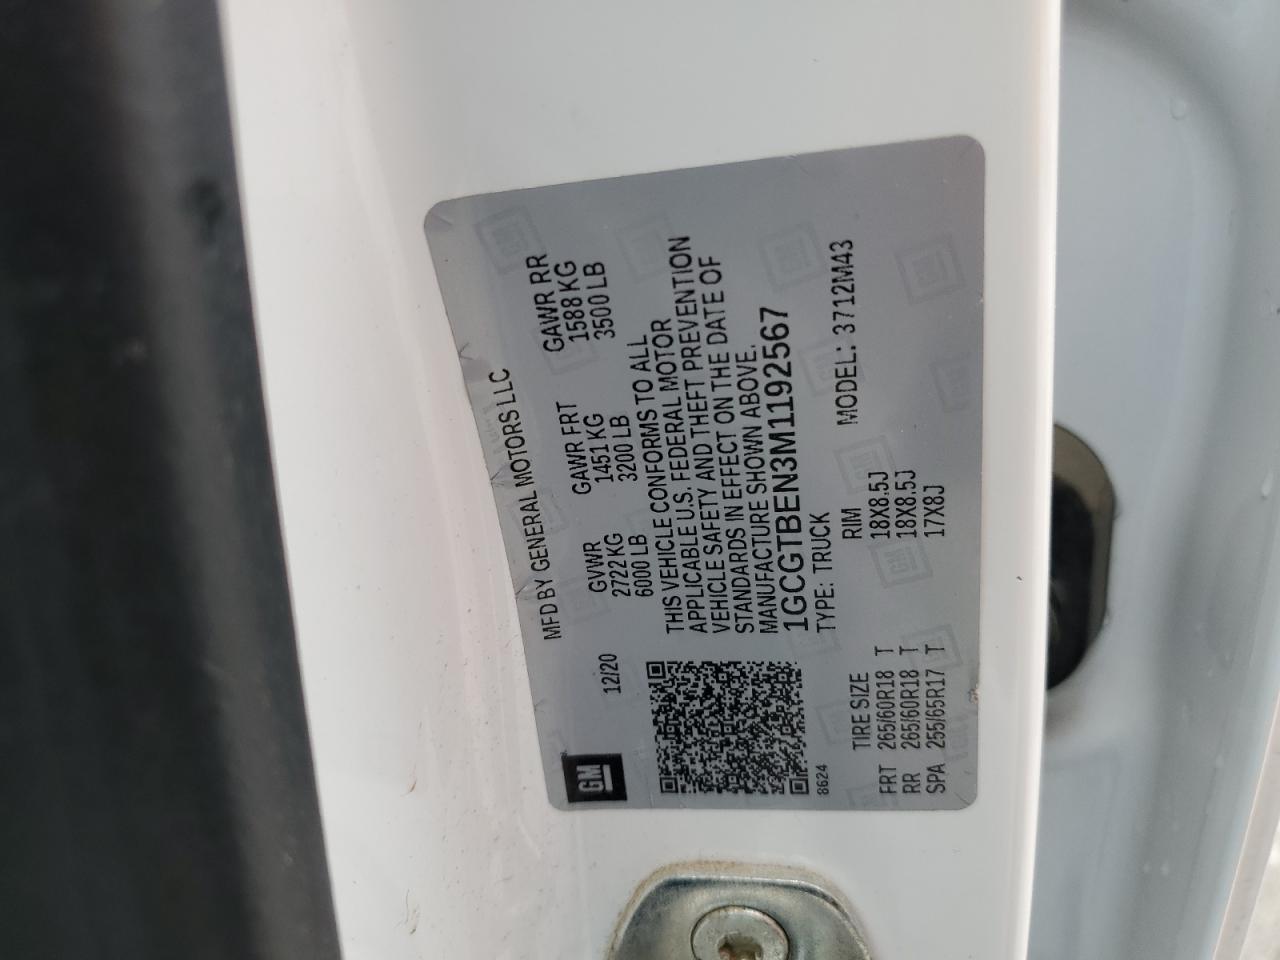 GM
MFD BY GENERAL MOTORS LLC
12/20 GVWR GAWR FRT GAWR RR
2722 KG 1451 KG 1588 KG
6000 LB 3200 LB 3500 LB
THIS VEHICLE CONFORMS TO ALL
APPLICABLE U.S. FEDERAL MOTOR
VEHICLE SAFETY AND THEFT PREVENTION
STANDARDS IN EFFECT ON THE DATE OF
MANUFACTURE SHOWN ABOVE.
1GCGTBEN3M1192567
8624 TYPE: TRUCK MODEL: 3712M43
TIRE SIZE RIM
FRT 265/60R18 T 18X8.5J
RR 265/60R18 T 18X8.5J
SPA 255/65R17 T 17X8J